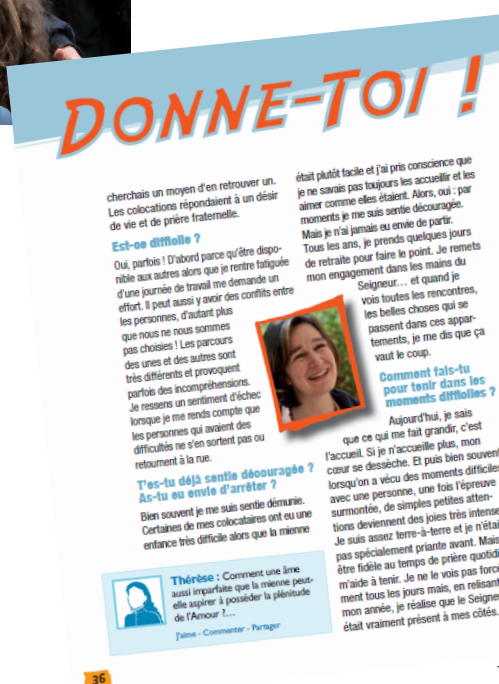 DONNE-TOI !
cherchais un moyen d'en retrouver un.
Les colocations répondaient à un désir
de vie et de prière fraternelle.
Est-ce difficile ?
Oui, parfois ! D'abord parce qu'être dispo-
nible aux autres alors que je rentre fatiguée
d'une journée de travail me demande un
effort. Il peut aussi y avoir des conflits entre
les personnes, d'autant plus
que nous ne nous sommes
pas choisies ! Les parcours
des unes et des autres sont
très différents et provoquent
parfois des incompréhensions.
Je ressens un sentiment d'échec
lorsque je me rends compte que
les personnes qui avaient des
difficultés ne s'en sortent pas ou
retournent à la rue.
T'es-tu déjà sentie découragée ?
As-tu eu envie d'arrêter ?
Bien souvent je me suis sentie démunie.
Certaines de mes colocataires ont eu une
enfance très difficile alors que la mienne
était plutôt facile et j'ai pris conscience que
je ne savais pas toujours les accueillir et les
aimer comme elles étaient. Alors, oui : par
moments je me suis sentie découragée.
Mais je n'ai jamais eu envie de partir.
Tous les ans, je prends quelques jours
de retraite pour faire le point. Je remets
mon engagement dans les mains du
Seigneur... et quand je
vois toutes les rencontres,
les belles choses qui se
passent dans ces appar-
tements, je me dis que ça
vaut le coup.
Comment fais-tu
pour tenir dans les
moments difficiles ?
Aujourd'hui, je sais
que ce qui me fait grandir, c'est
l'accueil. Si je n'accueille plus, mon
cœur se dessèche. Et puis bien souvent
lorsqu'on a vécu des moments difficiles
avec une personne, une fois l'épreuve
surmontée, de simples petites atten-
tions deviennent des joies très intense
Je suis assez terre-à-terre et je n'étai
pas spécialement priante avant. Mais
être fidèle au temps de prière quotidi
m'aide à tenir. Je ne le vois pas forcé
ment tous les jours mais, en relisant
mon année, je réalise que le Seigneu
était vraiment présent à mes côtés.
Thérèse : Comment une âme
aussi imparfaite que la mienne peut-
elle aspirer à posséder la plénitude
de l'Amour ?...
J'aime - Commenter - Partager
36